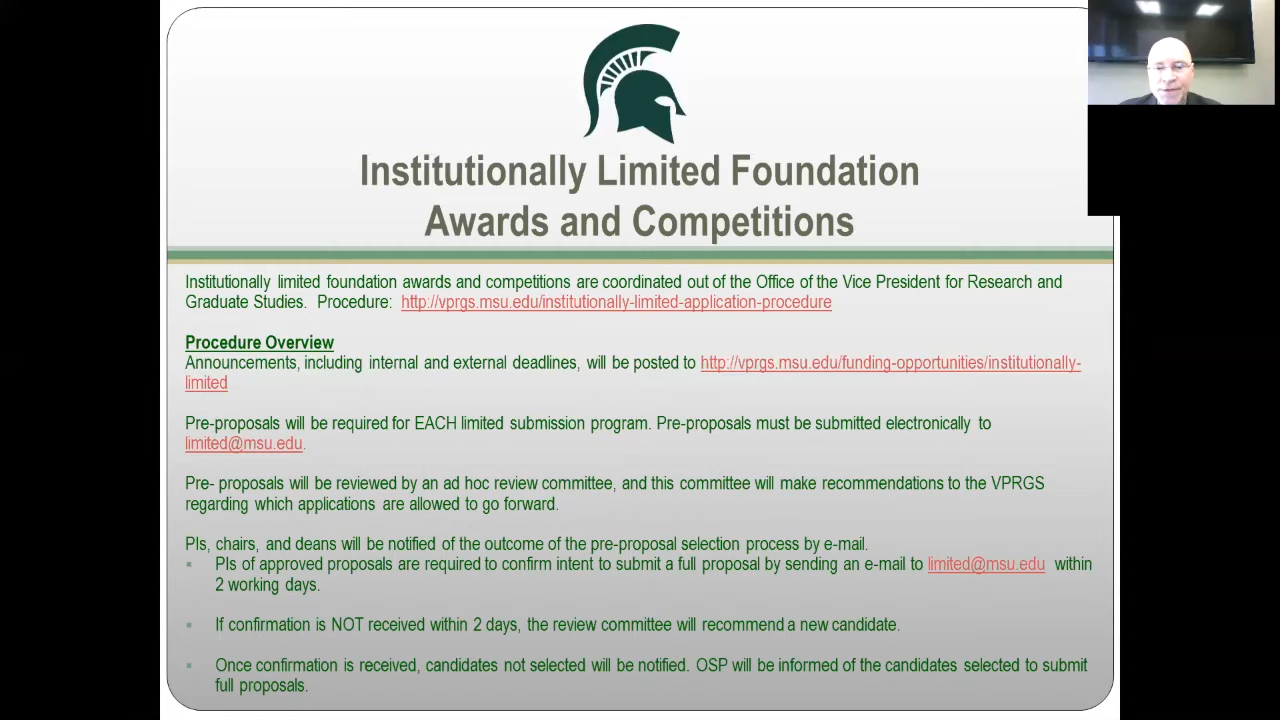 Institutionally Limited Foundation
Awards and Competitions
Institutionally limited foundation awards and competitions are coordinated out of the Office of the Vice President for Research and
Graduate Studies. Procedure: http://vprgs.msu.edu/institutionally-limited-application-procedure
Procedure Overview
Announcements, including internal and external deadlines, will be posted to http://vprgs.msu.edu/funding-opportunities/institutionally-
limited
Pre-proposals will be required for EACH limited submission program. Pre-proposals must be submitted electronically to
limited@msu.edu.
Pre- proposals will be reviewed by an ad hoc review committee, and this committee will make recommendations to the VPRGS
regarding which applications are allowed to go forward.
PIs, chairs, and deans will be notified of the outcome of the pre-proposal selection process by e-mail.
▪ PIs of approved proposals are required to confirm intent to submit a full proposal by sending an e-mail to limited@msu.edu within
2 working days.
▪ If confirmation is NOT received within 2 days, the review committee will recommend a new candidate.
▪ Once confirmation is received, candidates not selected will be notified. OSP will be informed of the candidates selected to submit
full proposals.